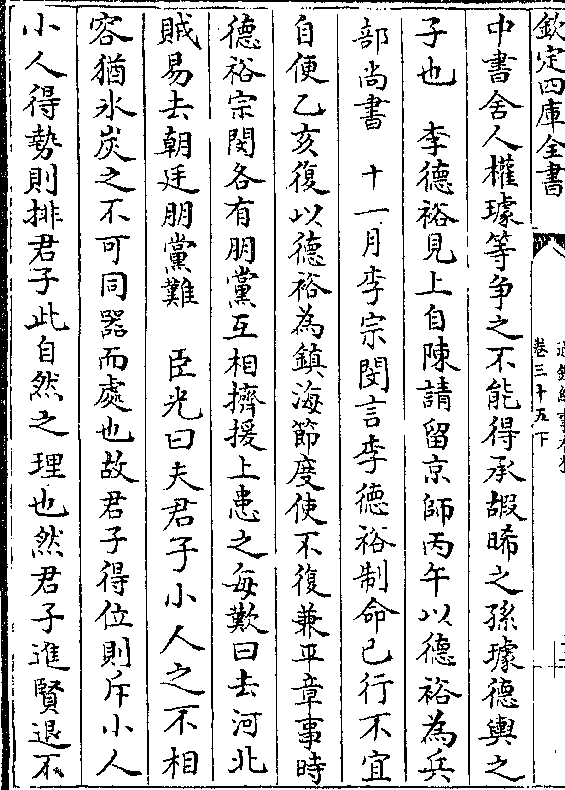 欽定四庫全書
卷三十五下
中書舍人權璩等争之不能得承嘏晞之孫璩德輿之
子也　李德裕見上自陳請留京師丙午以德裕為兵
部尚書　十一月李宗閔言李德裕制命已行不宜
自便乙亥復以德裕為鎮海節度使不復兼平章事時
德裕宗閔各有朋黨互相擠援上患之每歎曰去河北
賊易去朝廷朋黨難　臣光曰夫君子小人之不相
容猶氷炭之不可同器而處也故君子得位則斥小人
小人得勢則排君子此自然之理也然君子進賢退不